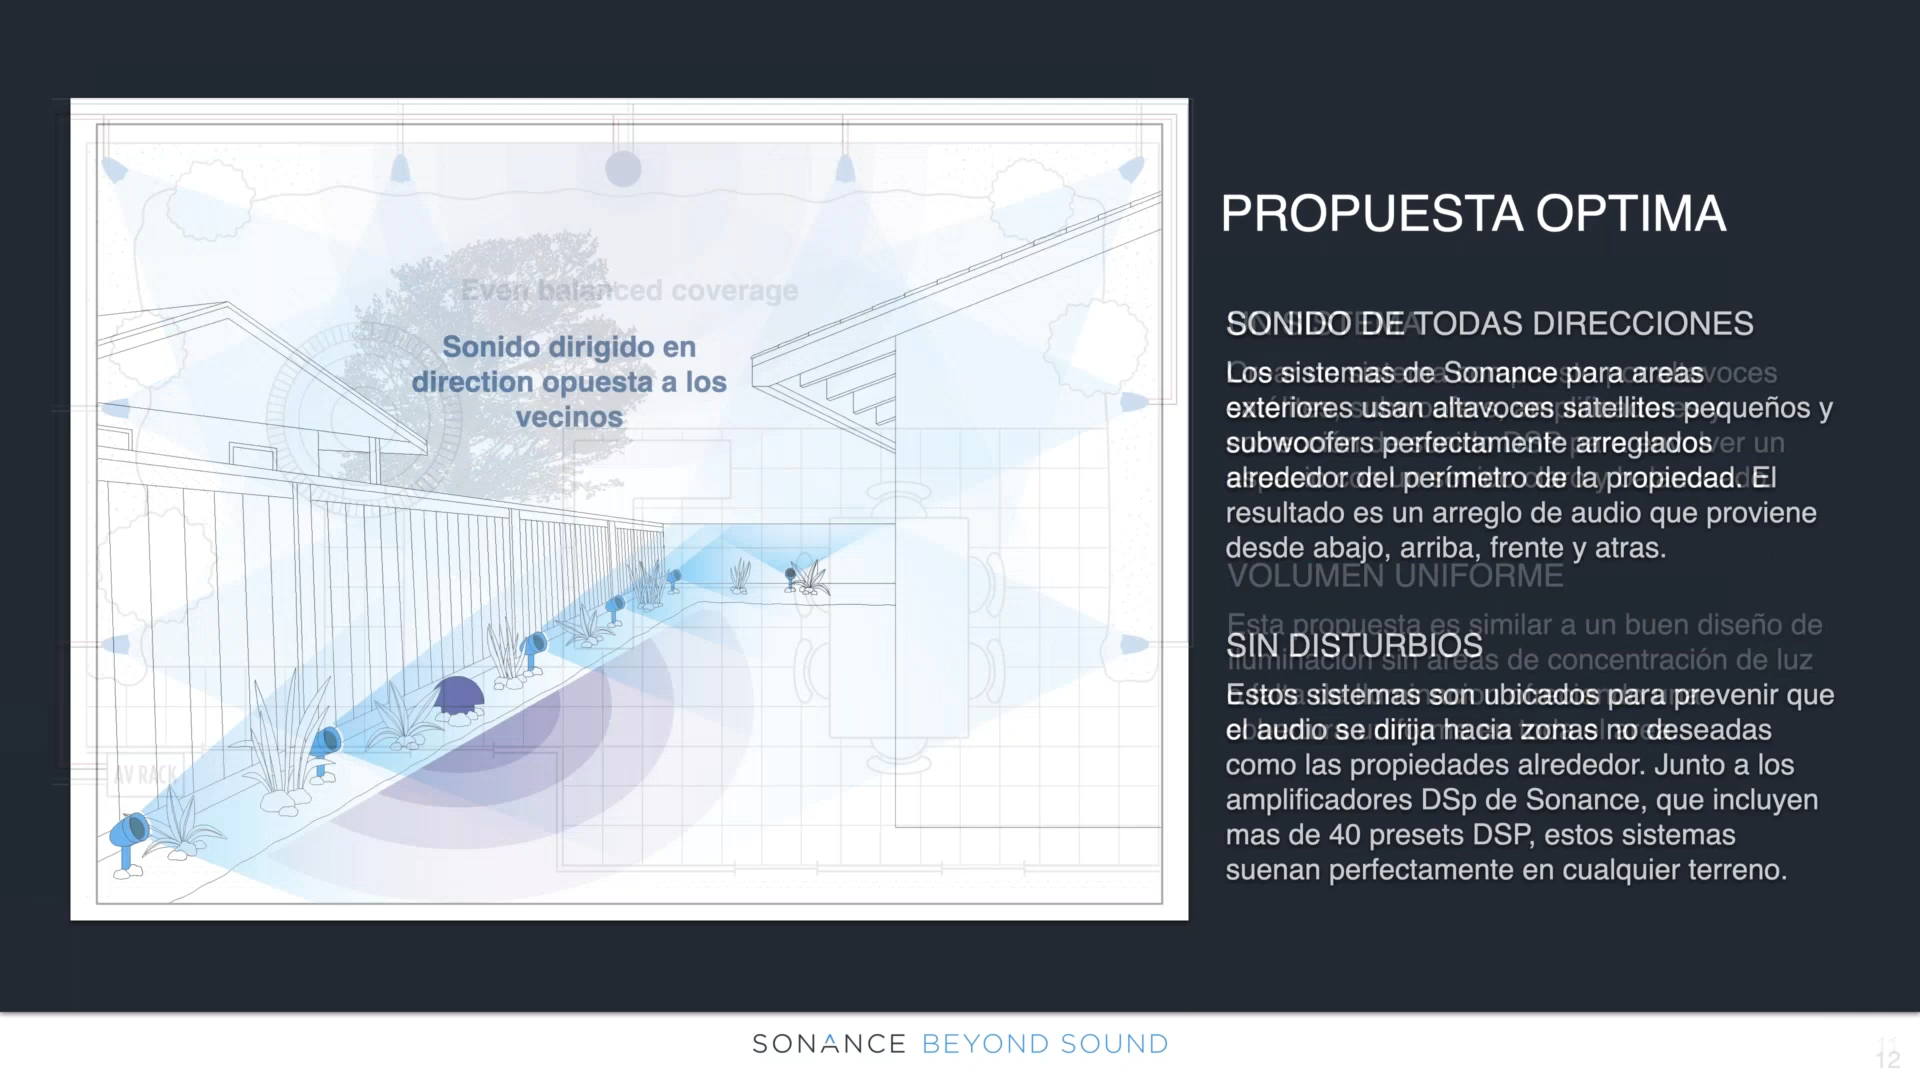 Even balanced coverage
Sonido dirigido en
direction opuesta a los
vecinos
AV RACK
PROPUESTA OPTIMA
SONIDO DE TODAS DIRECCIONES
Los sistemas de Sonance para areas
exteriores usan altavoces satellites pequeños y
subwoofers perfectamente arreglados
alrededor del perímetro de la propiedad. El
resultado es un arreglo de audio que proviene
desde abajo, arriba, frente y atras.
VOLUMEN UNIFORME
Esta propuesta es similar a un buen diseño de
SIN DISTURBIOS
iluminación sin areas de concentración de luz
Estos sistemas son ubicados para prevenir que
el audio se dirija hacia zonas no deseadas
como las propiedades alrededor. Junto a los
amplificadores DSp de Sonance, que incluyen
mas de 40 presets DSP, estos sistemas
suenan perfectamente en cualquier terreno.
SONANCE BEYOND SOUND
11
12